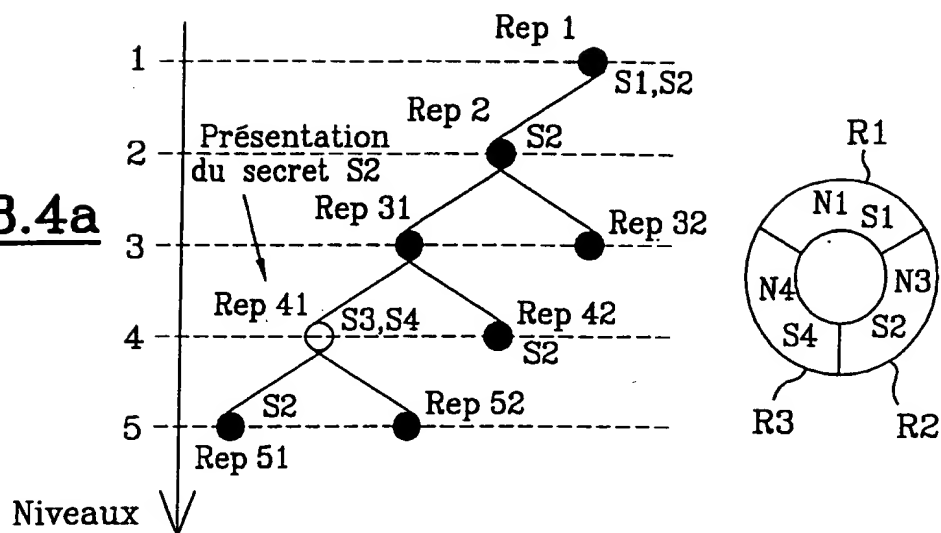 Rep 1
1
S1,S2
Rep 2
S2
2
Présentation
du secret S2
R1
N1 S1
N4
N3
S4
S2
R3
R2
3.4a
Rep 31
Rep 32
3
Rep 41
S3,S4
Rep 42
4
S2
S2
Rep 52
5
Rep 51
Niveaux